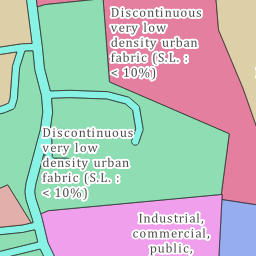 Discontinuous
very low
density urban
fabric (S.L. :
< 10%)
Discontinuous
very low
density urban
fabric (S.L. :
< 10%)
Industrial,
commercial,
public,